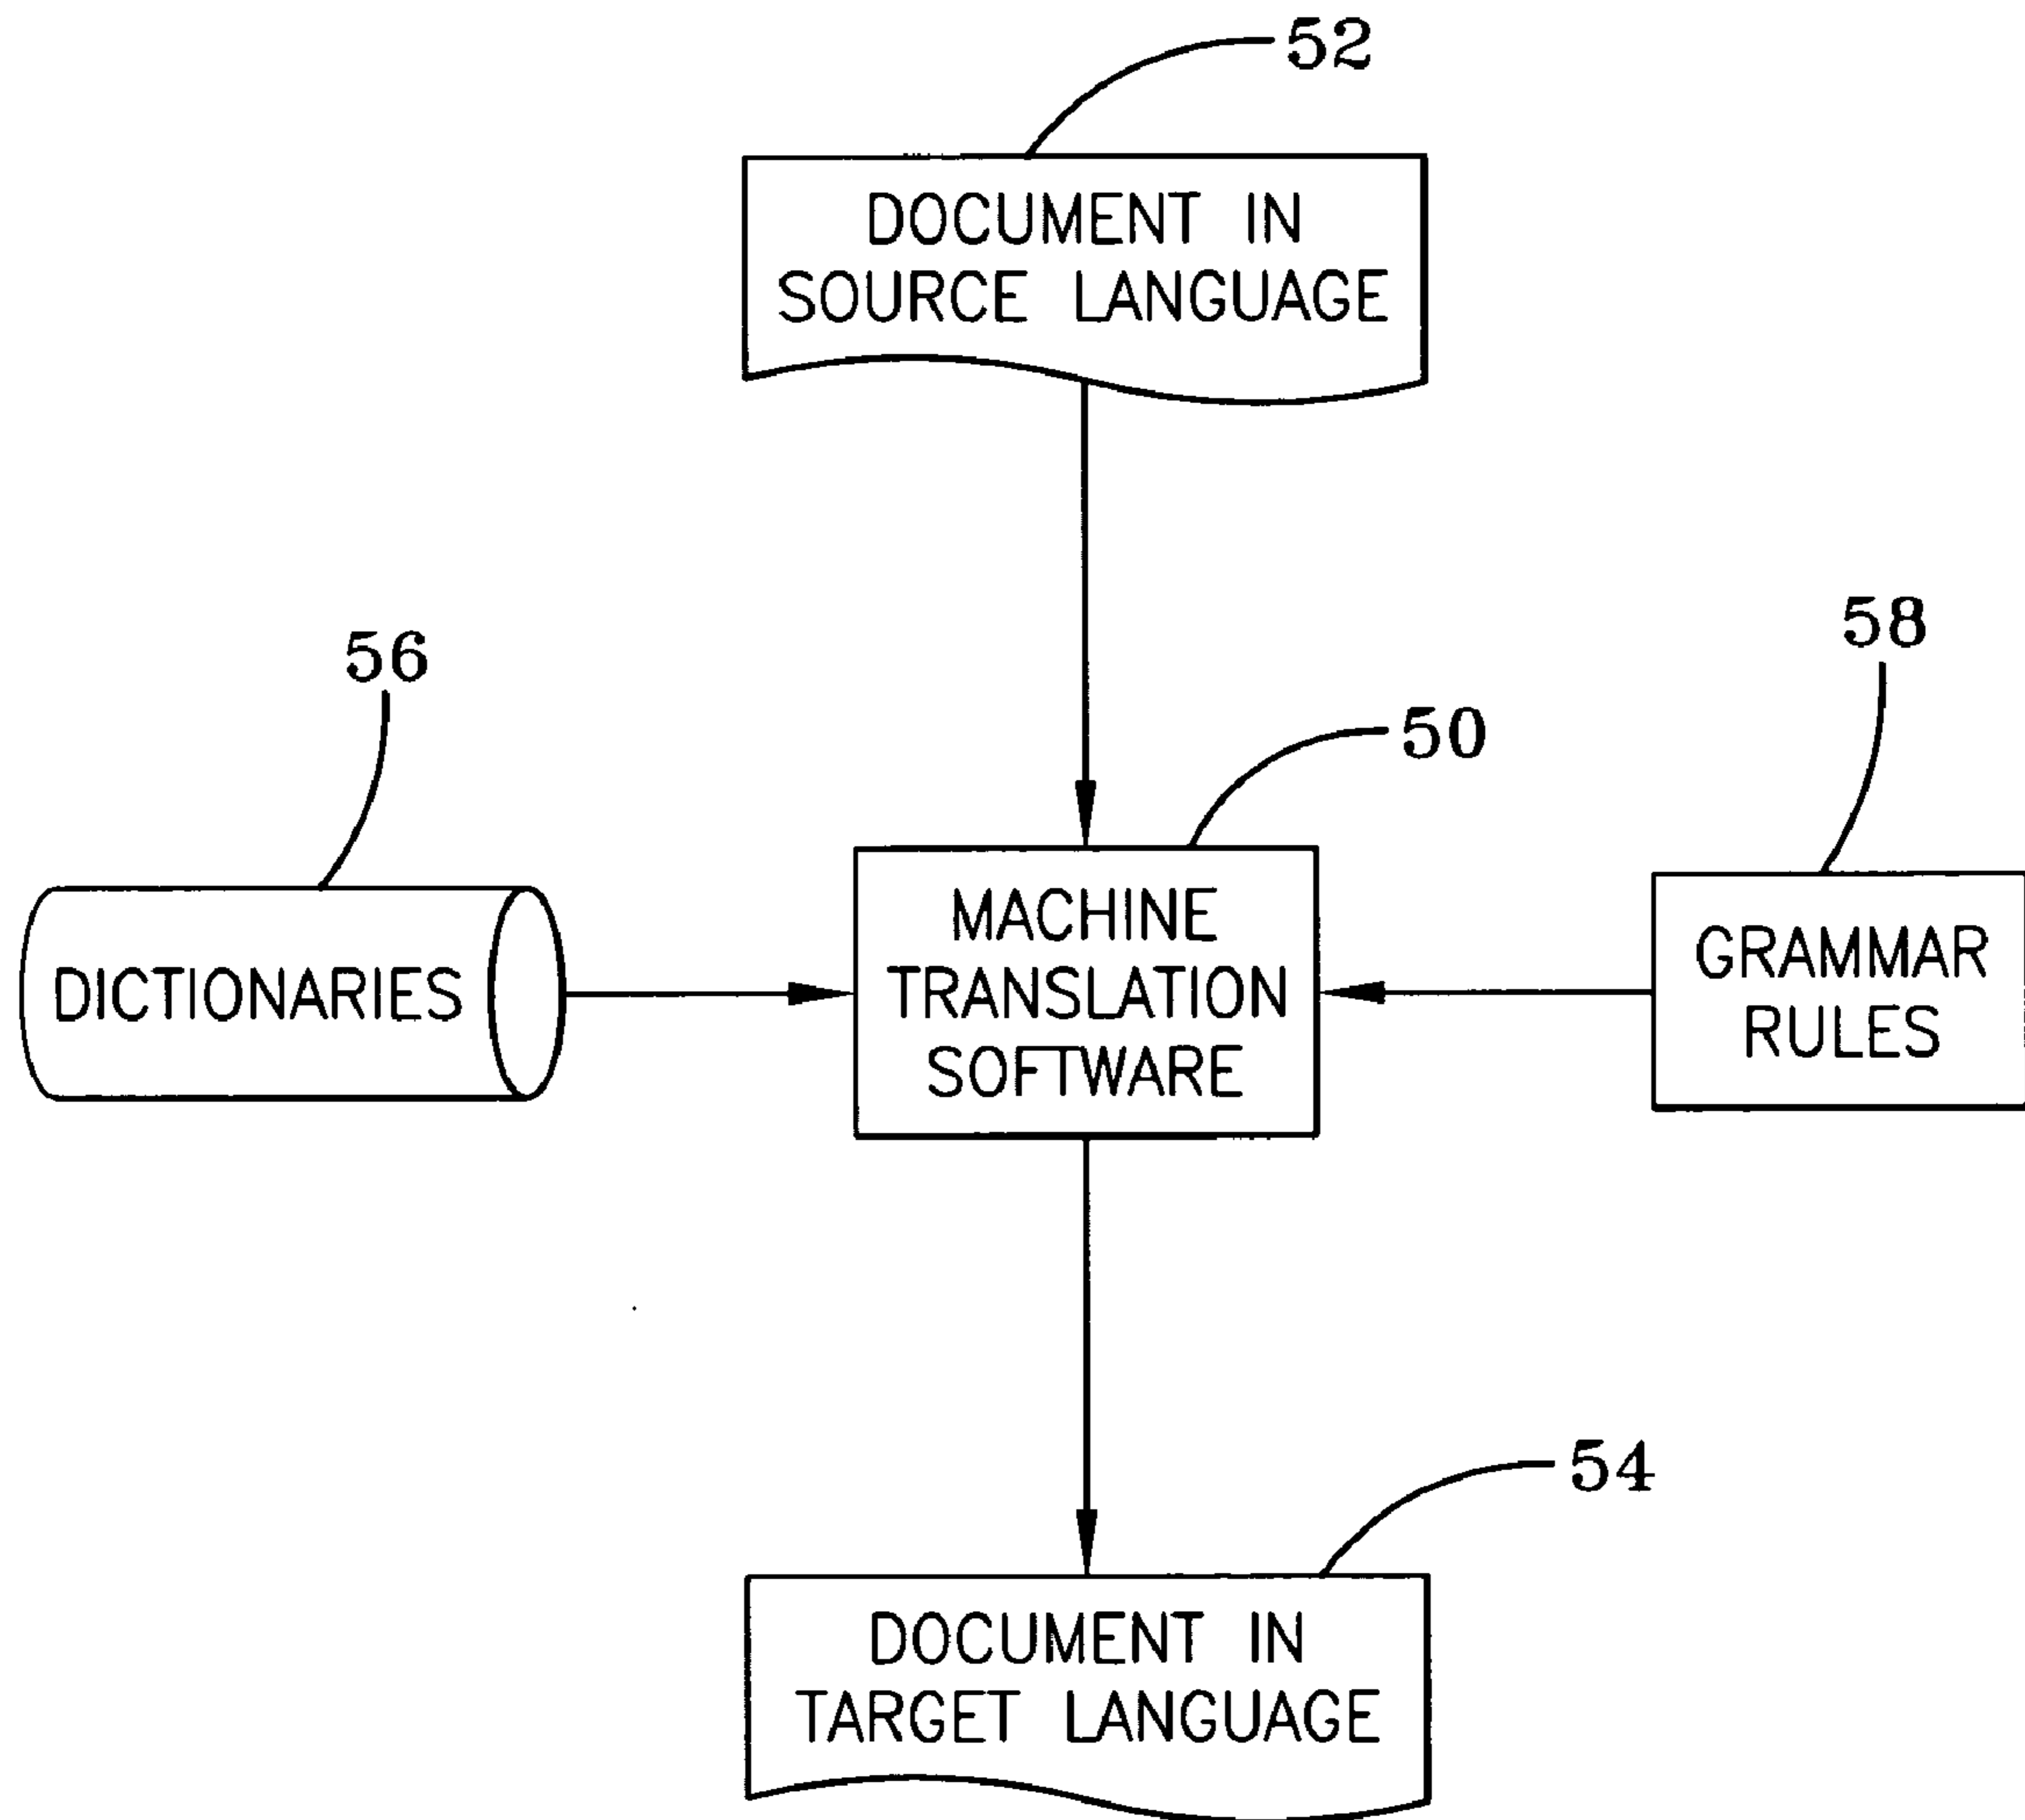 52
DOCUMENT IN
SOURCE LANGUAGE
56
58
50
DICTIONARIES
MACHINE
TRANSLATION
SOFTWARE
GRAMMAR
RULES
54
DOCUMENT IN
TARGET LANGUAGE